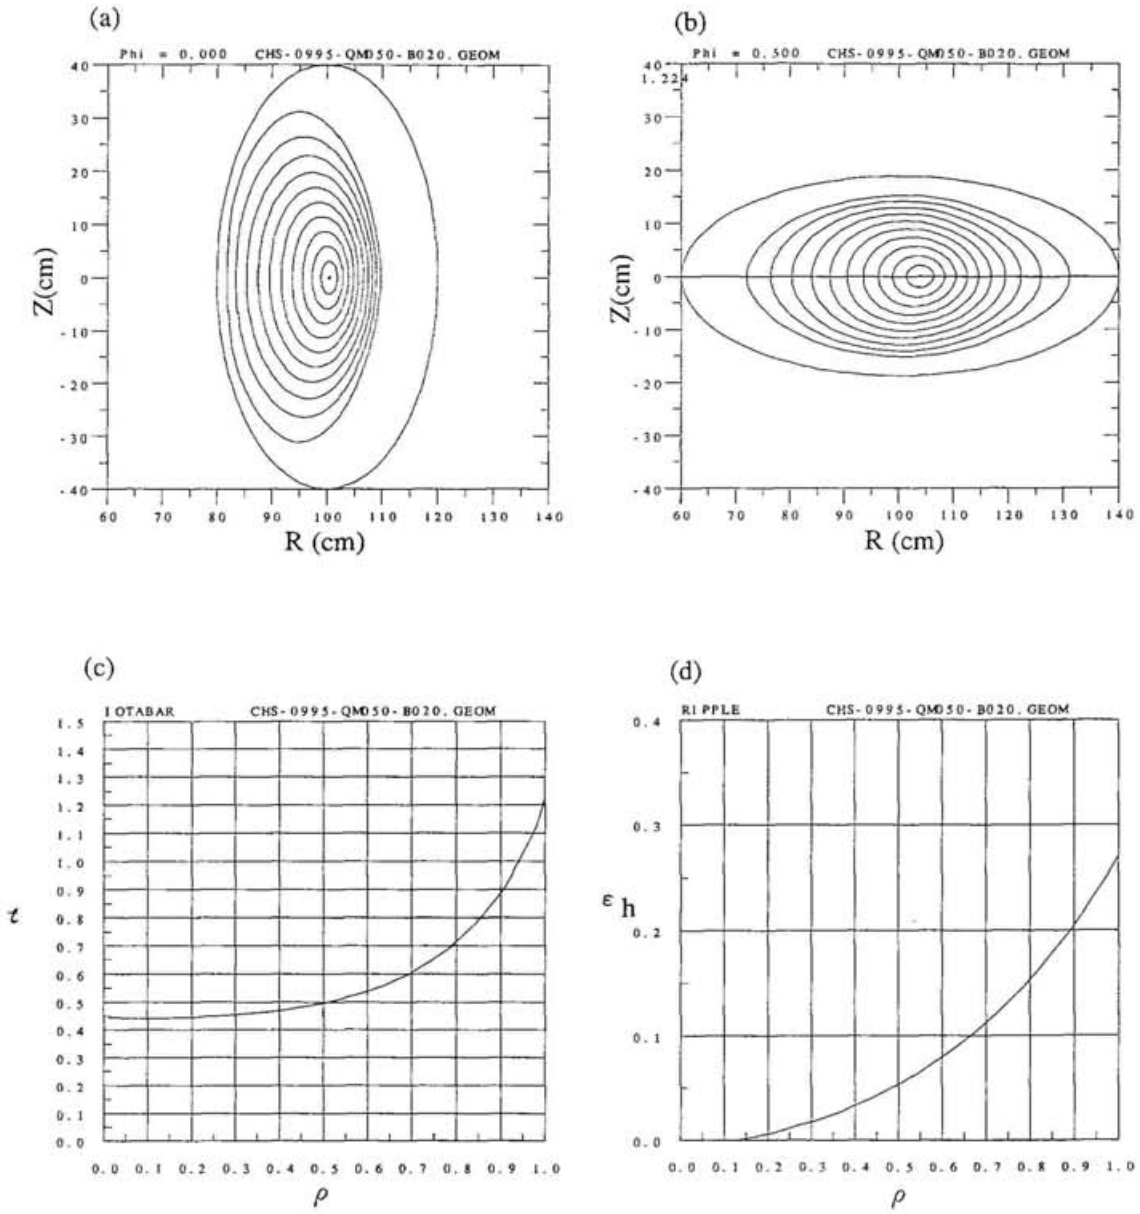 (a)
Phi = 0.000 CHS-0995-QM050-B020.GEOM
40
30
20
10
0
-10
-20
-30
-40
Z(cm)
60 70 80 90 100 110 120 130 140
R (cm)
(b)
Phi = 0.500 CHS-0995-QM050-B020.GEOM
40
1.224
30
20
10
0
-10
-20
-30
-40
Z(cm)
60 70 80 90 100 110 120 130 140
R (cm)
(c)
IOTABAR CHS-0995-QM050-B020.GEOM
1.5
1.4
1.3
1.2
1.1
1.0
0.9
0.8
0.7
0.6
0.5
0.4
0.3
0.2
0.1
0.0
0.0 0.1 0.2 0.3 0.4 0.5 0.6 0.7 0.8 0.9 1.0
ρ
(d)
RIPPLE CHS-0995-QM050-B020.GEOM
0.4
0.3
0.2
0.1
0.0
ε h
0.0 0.1 0.2 0.3 0.4 0.5 0.6 0.7 0.8 0.9 1.0
ρ